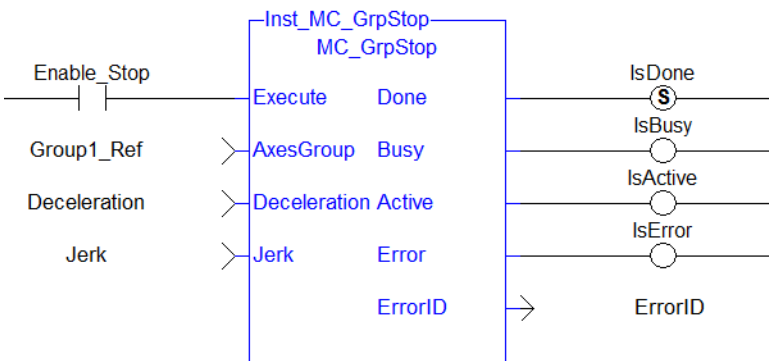 Inst_MC_GrpStop
MC_GrpStop
Enable_Stop
IsDone
Execute Done
S
IsBusy
Group1_Ref AxesGroup Busy
IsActive
Deceleration Deceleration Active
IsError
Jerk Jerk Error
ErrorID ErrorID